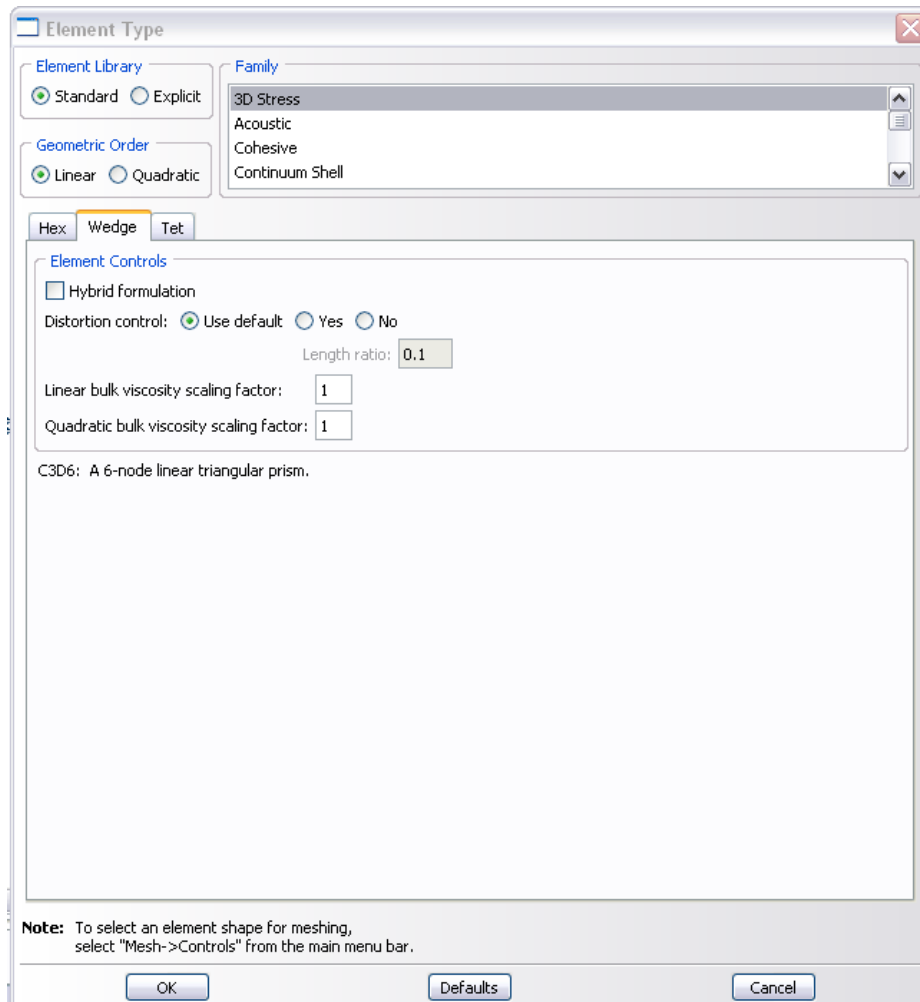 Element Type
Element Library
Standard Explicit
Family
3D Stress
Acoustic
Cohesive
Continuum Shell
Geometric Order
Linear Quadratic
Hex Wedge Tet
Element Controls
Hybrid formulation
Distortion control: Use default Yes No
Length ratio: 0.1
Linear bulk viscosity scaling factor: 1
Quadratic bulk viscosity scaling factor: 1
C3D6: A 6-node linear triangular prism.
Note: To select an element shape for meshing,
select "Mesh->Controls" from the main menu bar.
OK Defaults Cancel